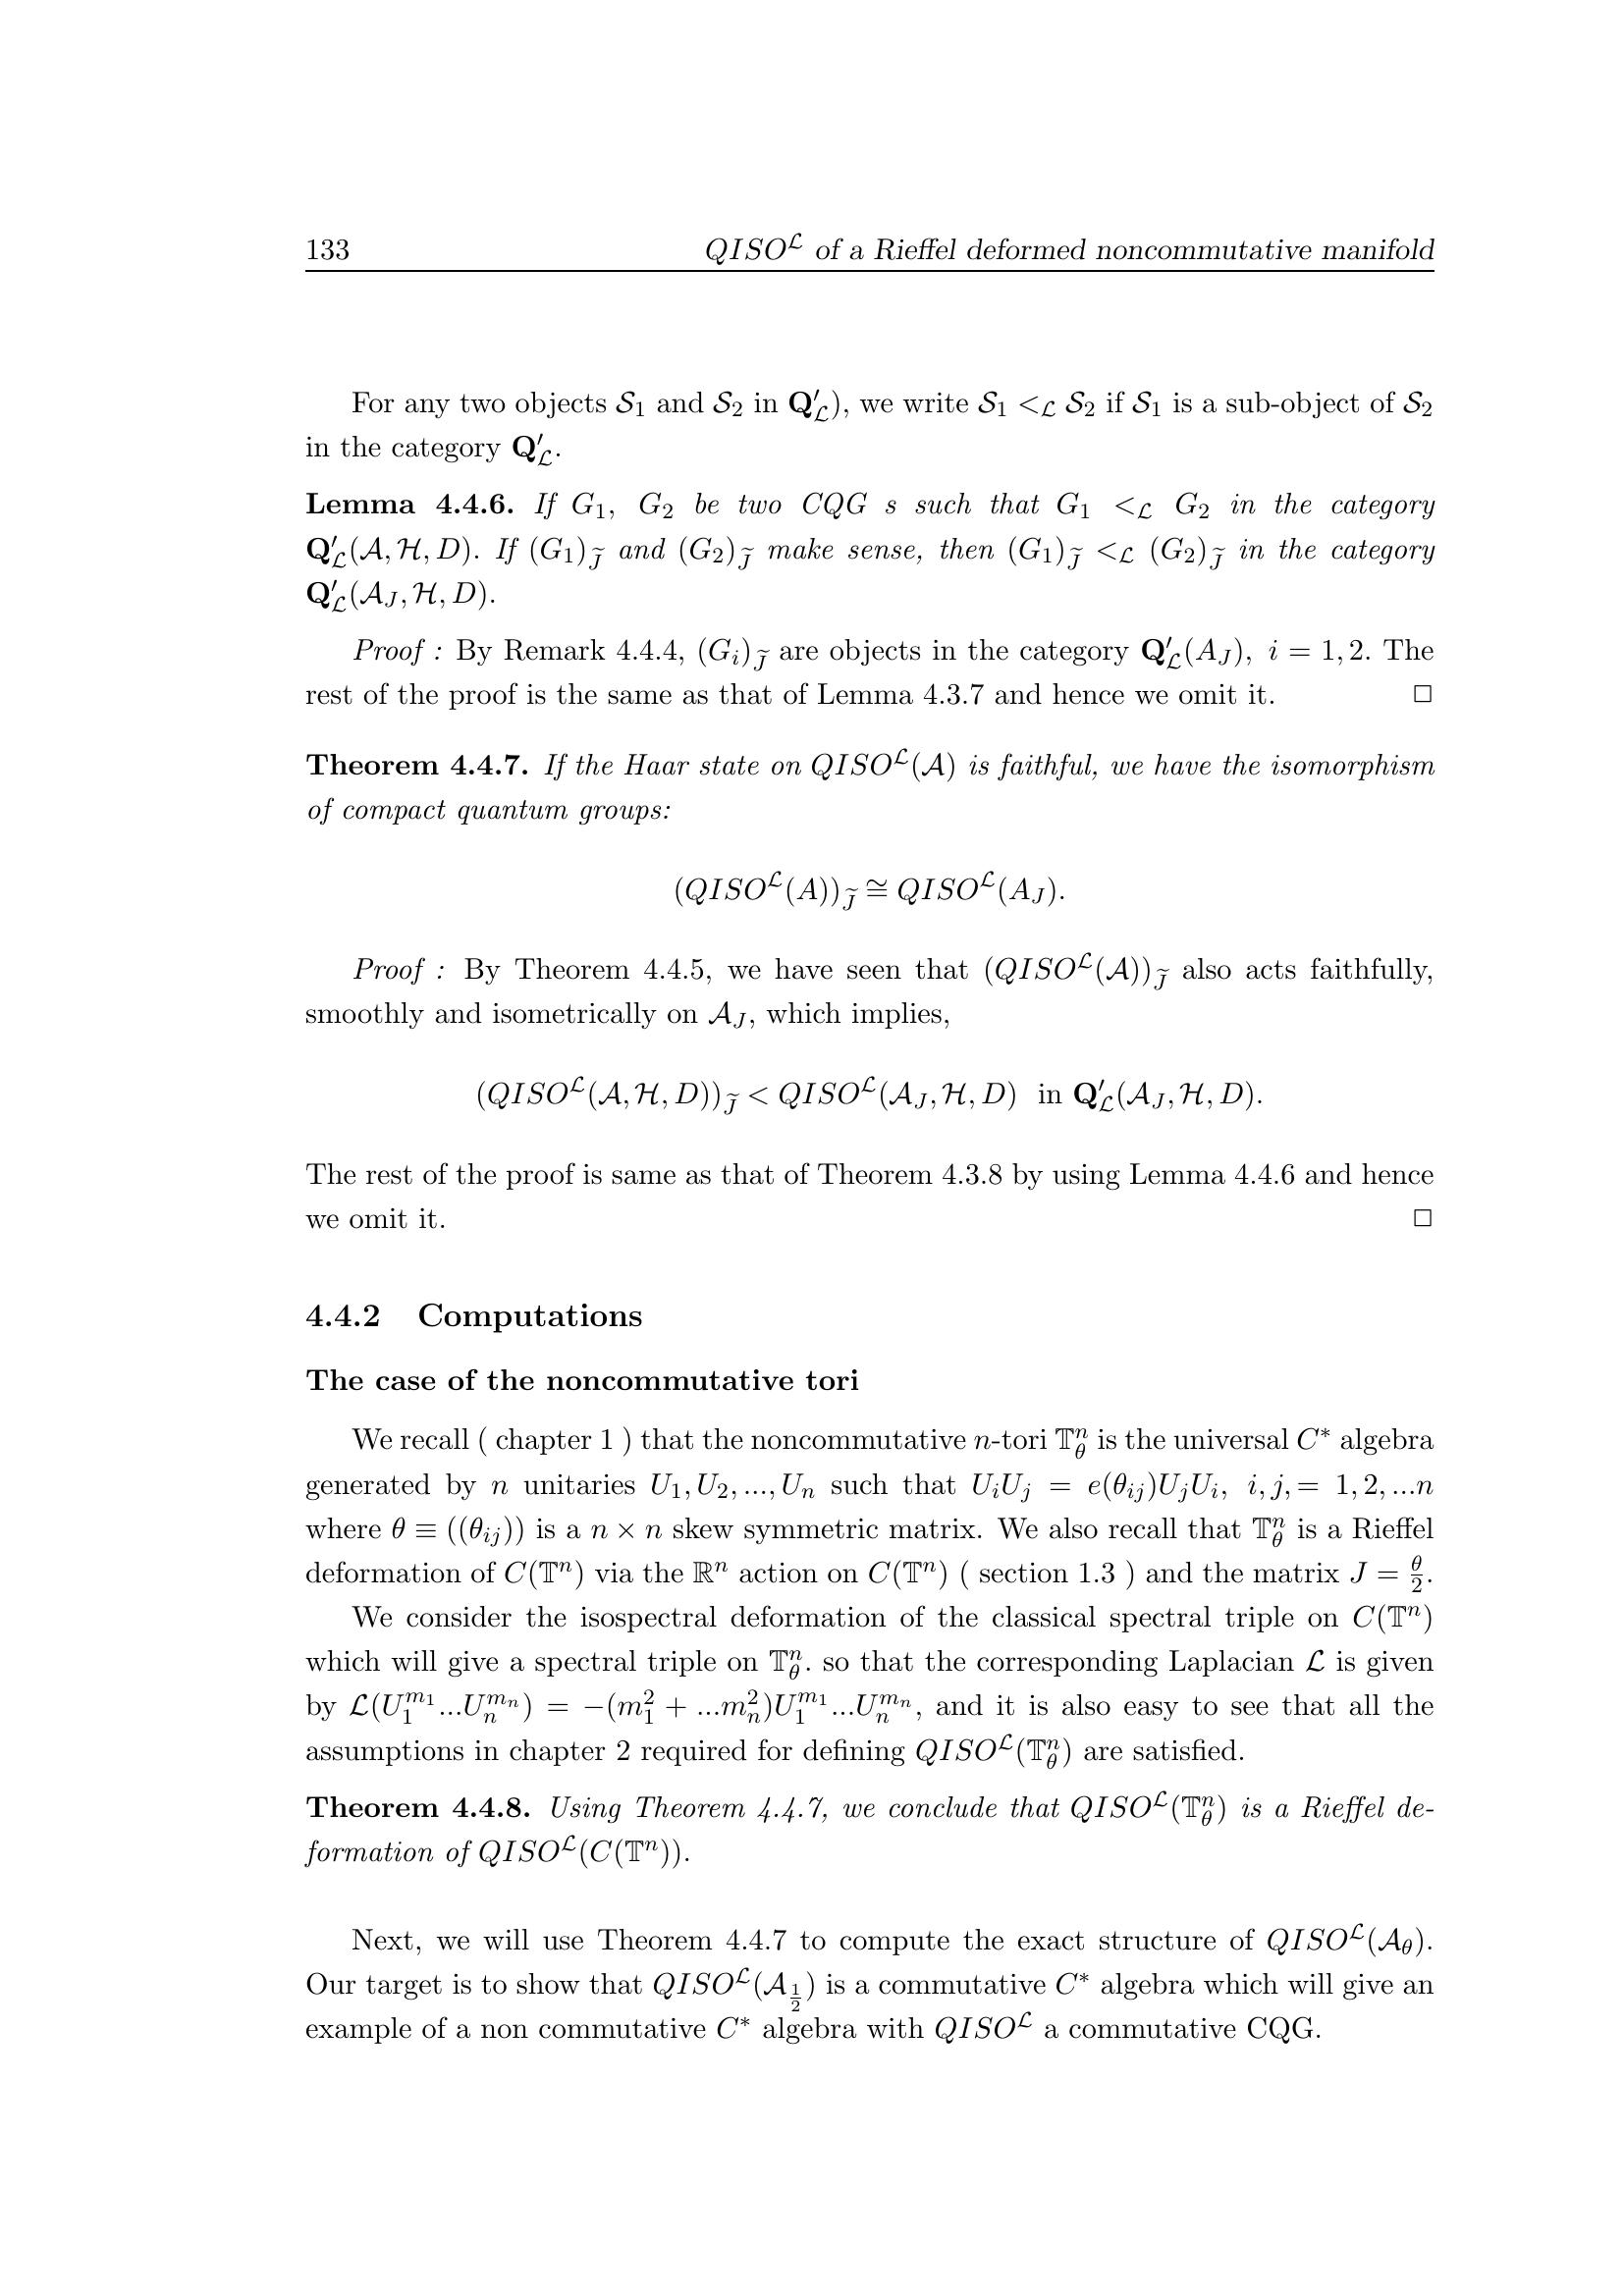 133 $QISO^{\mathcal{L}}$ of a Rieffel deformed noncommutative manifold
For any two objects $\mathcal{S}_1$ and $\mathcal{S}_2$ in $\mathbf{Q}'_{\mathcal{L}}$), we write $\mathcal{S}_1 <_{\mathcal{L}} \mathcal{S}_2$ if $\mathcal{S}_1$ is a sub-object of $\mathcal{S}_2$
in the category $\mathbf{Q}'_{\mathcal{L}}$.
Lemma 4.4.6. If $G_1$, $G_2$ be two CQG s such that $G_1 <_{\mathcal{L}} G_2$ in the category
$\mathbf{Q}'_{\mathcal{L}}(\mathcal{A}, \mathcal{H}, D)$. If $(G_1)_{\widetilde{J}}$ and $(G_2)_{\widetilde{J}}$ make sense, then $(G_1)_{\widetilde{J}} <_{\mathcal{L}} (G_2)_{\widetilde{J}}$ in the category
$\mathbf{Q}'_{\mathcal{L}}(\mathcal{A}_J, \mathcal{H}, D)$.
Proof : By Remark 4.4.4, $(G_i)_{\widetilde{J}}$ are objects in the category $\mathbf{Q}'_{\mathcal{L}}(A_J)$, $i = 1, 2$. The
rest of the proof is the same as that of Lemma 4.3.7 and hence we omit it. □
Theorem 4.4.7. If the Haar state on $QISO^{\mathcal{L}}(\mathcal{A})$ is faithful, we have the isomorphism
of compact quantum groups:
$(QISO^{\mathcal{L}}(A))_{\widetilde{J}} \cong QISO^{\mathcal{L}}(A_J).$
Proof : By Theorem 4.4.5, we have seen that $(QISO^{\mathcal{L}}(\mathcal{A}))_{\widetilde{J}}$ also acts faithfully,
smoothly and isometrically on $\mathcal{A}_J$, which implies,
$(QISO^{\mathcal{L}}(\mathcal{A}, \mathcal{H}, D))_{\widetilde{J}} < QISO^{\mathcal{L}}(\mathcal{A}_J, \mathcal{H}, D)$ in $\mathbf{Q}'_{\mathcal{L}}(\mathcal{A}_J, \mathcal{H}, D)$.
The rest of the proof is same as that of Theorem 4.3.8 by using Lemma 4.4.6 and hence
we omit it. □
4.4.2 Computations
The case of the noncommutative tori
We recall ( chapter 1 ) that the noncommutative $n$-tori $\mathbb{T}^n_\theta$ is the universal $C^*$ algebra
generated by $n$ unitaries $U_1, U_2, ..., U_n$ such that $U_iU_j = e(\theta_{ij})U_jU_i$, $i, j, = 1, 2, ...n$
where $\theta \equiv ((\theta_{ij}))$ is a $n \times n$ skew symmetric matrix. We also recall that $\mathbb{T}^n_\theta$ is a Rieffel
deformation of $C(\mathbb{T}^n)$ via the $\mathbb{R}^n$ action on $C(\mathbb{T}^n)$ ( section 1.3 ) and the matrix $J = \frac{\theta}{2}$.
We consider the isospectral deformation of the classical spectral triple on $C(\mathbb{T}^n)$
which will give a spectral triple on $\mathbb{T}^n_\theta$. so that the corresponding Laplacian $\mathcal{L}$ is given
by $\mathcal{L}(U_1^{m_1}...U_n^{m_n}) = -(m_1^2 + ...m_n^2)U_1^{m_1}...U_n^{m_n}$, and it is also easy to see that all the
assumptions in chapter 2 required for defining $QISO^{\mathcal{L}}(\mathbb{T}^n_\theta)$ are satisfied.
Theorem 4.4.8. Using Theorem 4.4.7, we conclude that $QISO^{\mathcal{L}}(\mathbb{T}^n_\theta)$ is a Rieffel de-
formation of $QISO^{\mathcal{L}}(C(\mathbb{T}^n))$.
Next, we will use Theorem 4.4.7 to compute the exact structure of $QISO^{\mathcal{L}}(\mathcal{A}_\theta)$.
Our target is to show that $QISO^{\mathcal{L}}(\mathcal{A}_{\frac{1}{2}})$ is a commutative $C^*$ algebra which will give an
example of a non commutative $C^*$ algebra with $QISO^{\mathcal{L}}$ a commutative CQG.